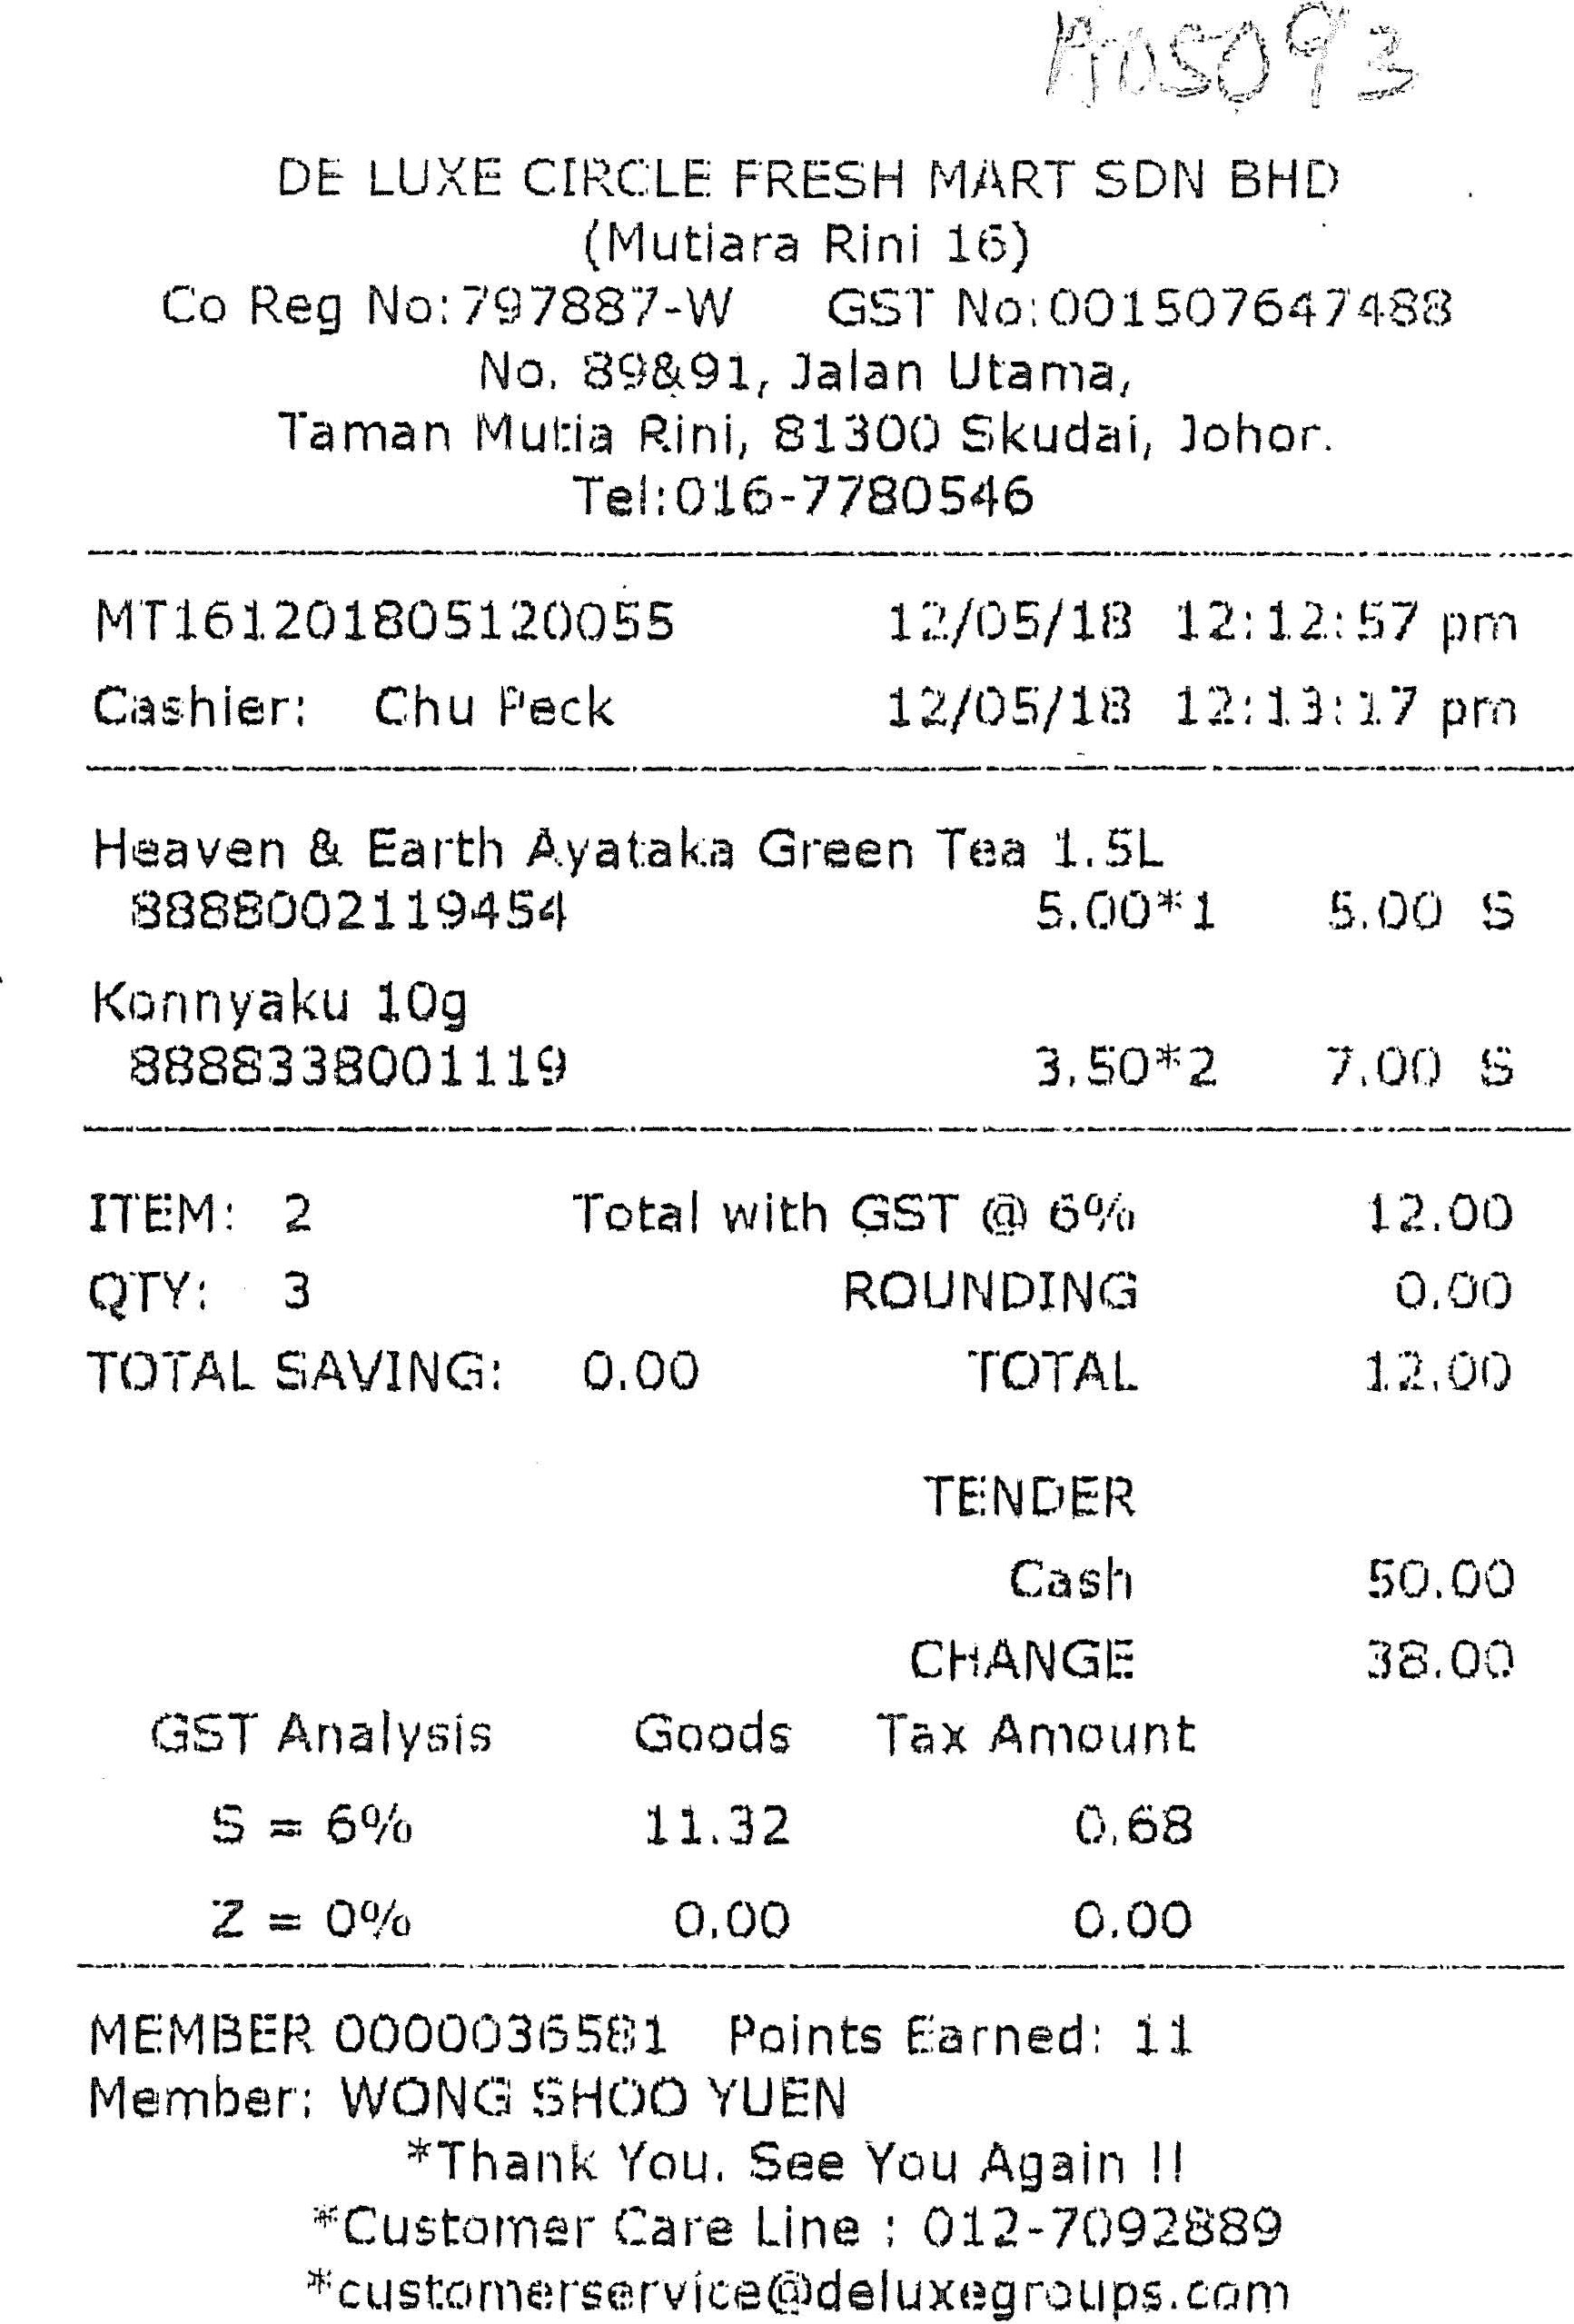 A05093
DE LUXE CIRCLE FRESH MART SDN BHD
(Mutiara Rini 16)
Co Reg No:797887-W GST No:001507647488
No. 89&91, Jalan Utama,
Taman Mutia Rini, 81300 Skudai, Johor.
Tel:016-7780546
MT161201805120055 12/05/18 12:12:57 pm
Cashier: Chu Peck 12/05/18 12:13:17 pm
Heaven & Earth Ayataka Green Tea 1.5L
8888002119454 5.00*1 5.00 S
Konnyaku 10g
8888338001119 3.50*2 7.00 S
ITEM: 2 Total with GST @ 6% 12.00
QTY: 3 ROUNDING 0.00
TOTAL SAVING: 0.00 TOTAL 12.00
TENDER
Cash 50.00
CHANGE 38.00
GST Analysis Goods Tax Amount
S = 6% 11.32 0.68
Z = 0% 0.00 0.00
MEMBER 0000036581 Points Earned: 11
Member: WONG SHOO YUEN
*Thank You. See You Again !!
*Customer Care Line : 012-7092889
*customerservice@deluxegroups.com